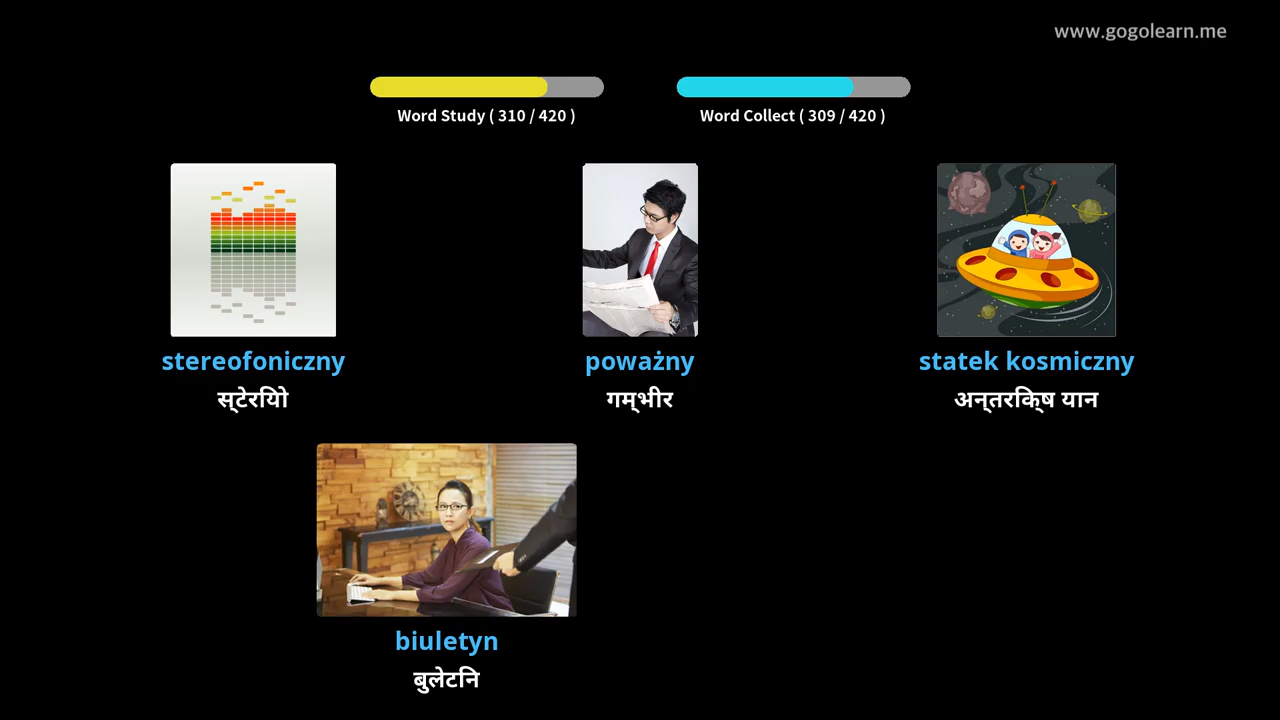 www.gogolearn.me
Word Study ( 310 / 420 )
Word Collect ( 309 / 420 )
stereofoniczny
स्टेरियो
poważny
गम्भीर
statek kosmiczny
अन्तरिक्ष यान
biuletyn
बुलेटिन